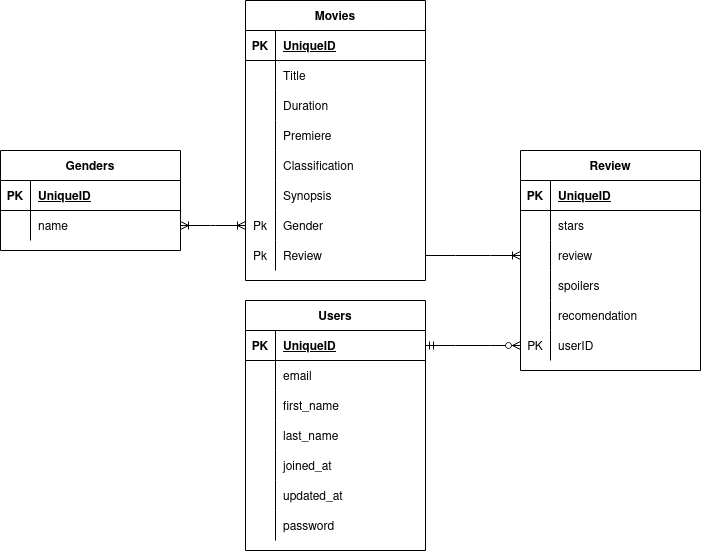 Movies
PK UniqueID
Title
Duration
Premiere
Classification
Synopsis
Pk Gender
Pk Review
Genders
PK UniqueID
name
Review
PK UniqueID
stars
review
spoilers
recomendation
PK userID
Users
PK UniqueID
email
first_name
last_name
joined_at
updated_at
password